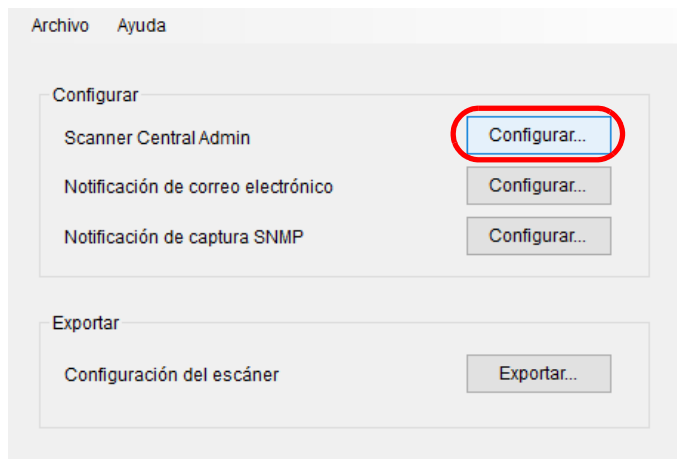 Archivo Ayuda
Configurar
Scanner Central Admin Configurar...
Notificación de correo electrónico Configurar...
Notificación de captura SNMP Configurar...
Exportar
Configuración del escáner Exportar...